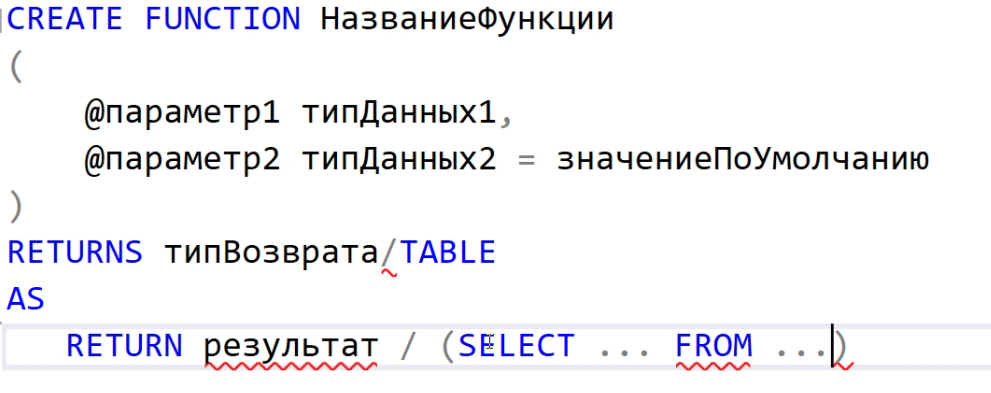 CREATE FUNCTION НазваниеФункции
(
@параметр1 типДанных1,
@параметр2 типДанных2 = значениеПоУмолчанию
)
RETURNS типВозврата/TABLE
AS
RETURN результат / (SELECT ... FROM ...)